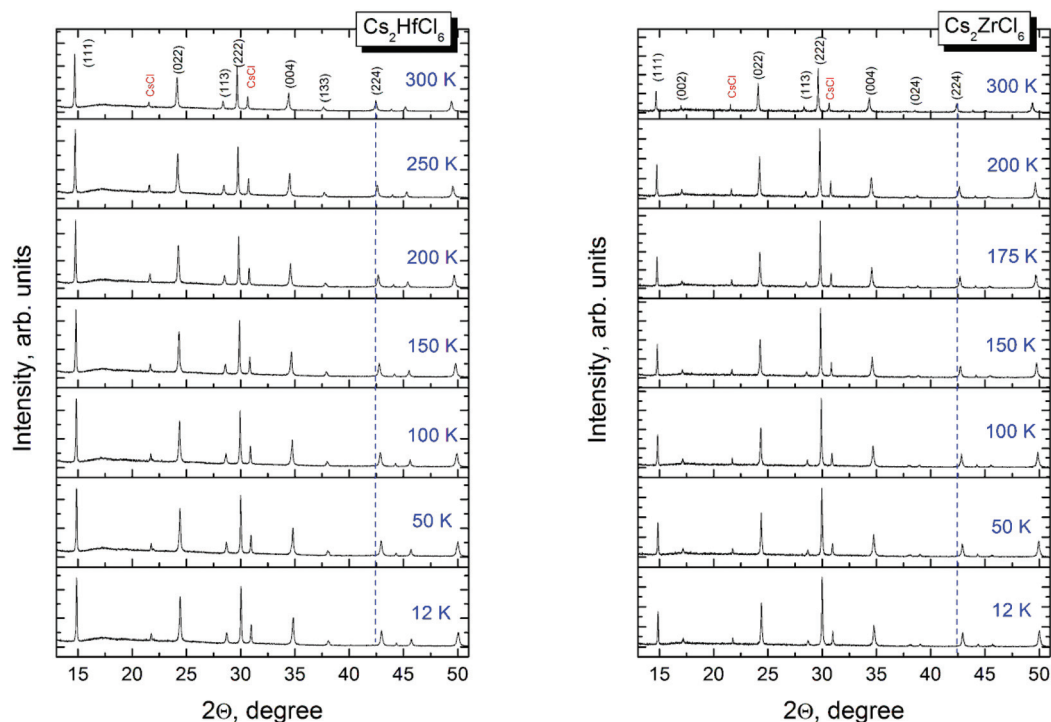 Cs₂HfCl₆
(111)
CsCl
(022)
(113)
(222)
CsCl
(004)
(133)
(224)
300 K
250 K
200 K
150 K
100 K
50 K
12 K
Intensity, arb. units
15 20 25 30 35 40 45 50
2Θ, degree
Cs₂ZrCl₆
(111)
(002)
CsCl
(022)
(113)
(222)
CsCl
(004)
(024)
(224)
300 K
200 K
175 K
150 K
100 K
50 K
12 K
Intensity, arb. units
15 20 25 30 35 40 45 50
2Θ, degree